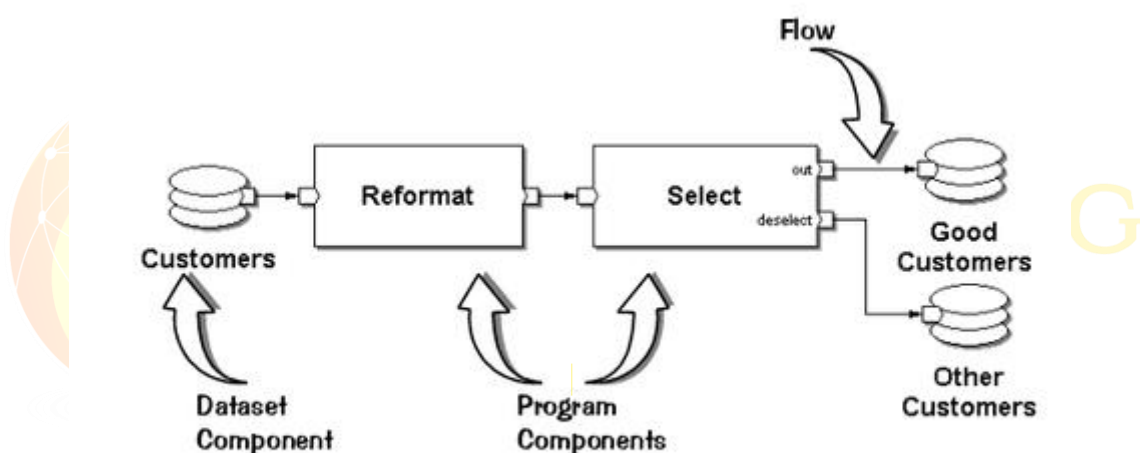 Flow
out
Reformat
Select
deselect
Customers
Good
Customers
Other
Customers
Dataset
Component
Program
Components
G